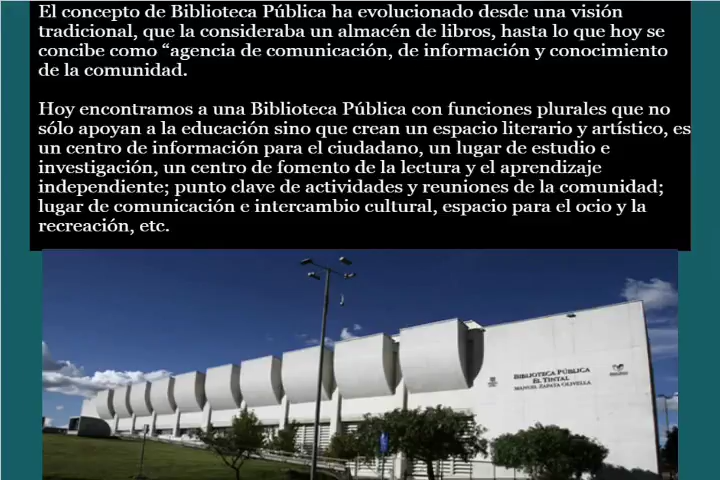 El concepto de Biblioteca Pública ha evolucionado desde una visión
tradicional, que la consideraba un almacén de libros, hasta lo que hoy se
concibe como “agencia de comunicación, de información y conocimiento
de la comunidad.
Hoy encontramos a una Biblioteca Pública con funciones plurales que no
sólo apoyan a la educación sino que crean un espacio literario y artístico, es
un centro de información para el ciudadano, un lugar de estudio e
investigación, un centro de fomento de la lectura y el aprendizaje
independiente; punto clave de actividades y reuniones de la comunidad;
lugar de comunicación e intercambio cultural, espacio para el ocio y la
recreación, etc.
BIBLIOTECA PÚBLICA
EL TINTAL
MANUEL ZAPATA OLIVELLA